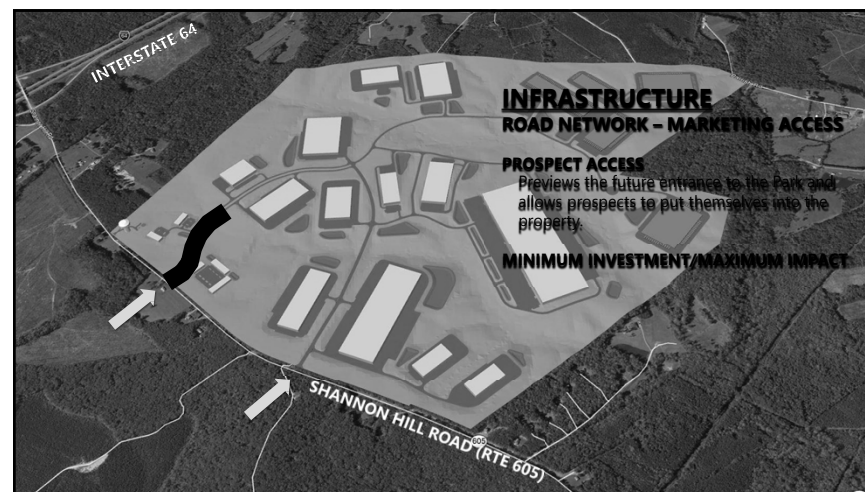 INTERSTATE 64
INFRASTRUCTURE
ROAD NETWORK – MARKETING ACCESS
PROSPECT ACCESS
Previews the future entrance to the Park and
allows prospects to put themselves into the
property.
MINIMUM INVESTMENT/MAXIMUM IMPACT
SHANNON HILL ROAD (RTE 605)
605